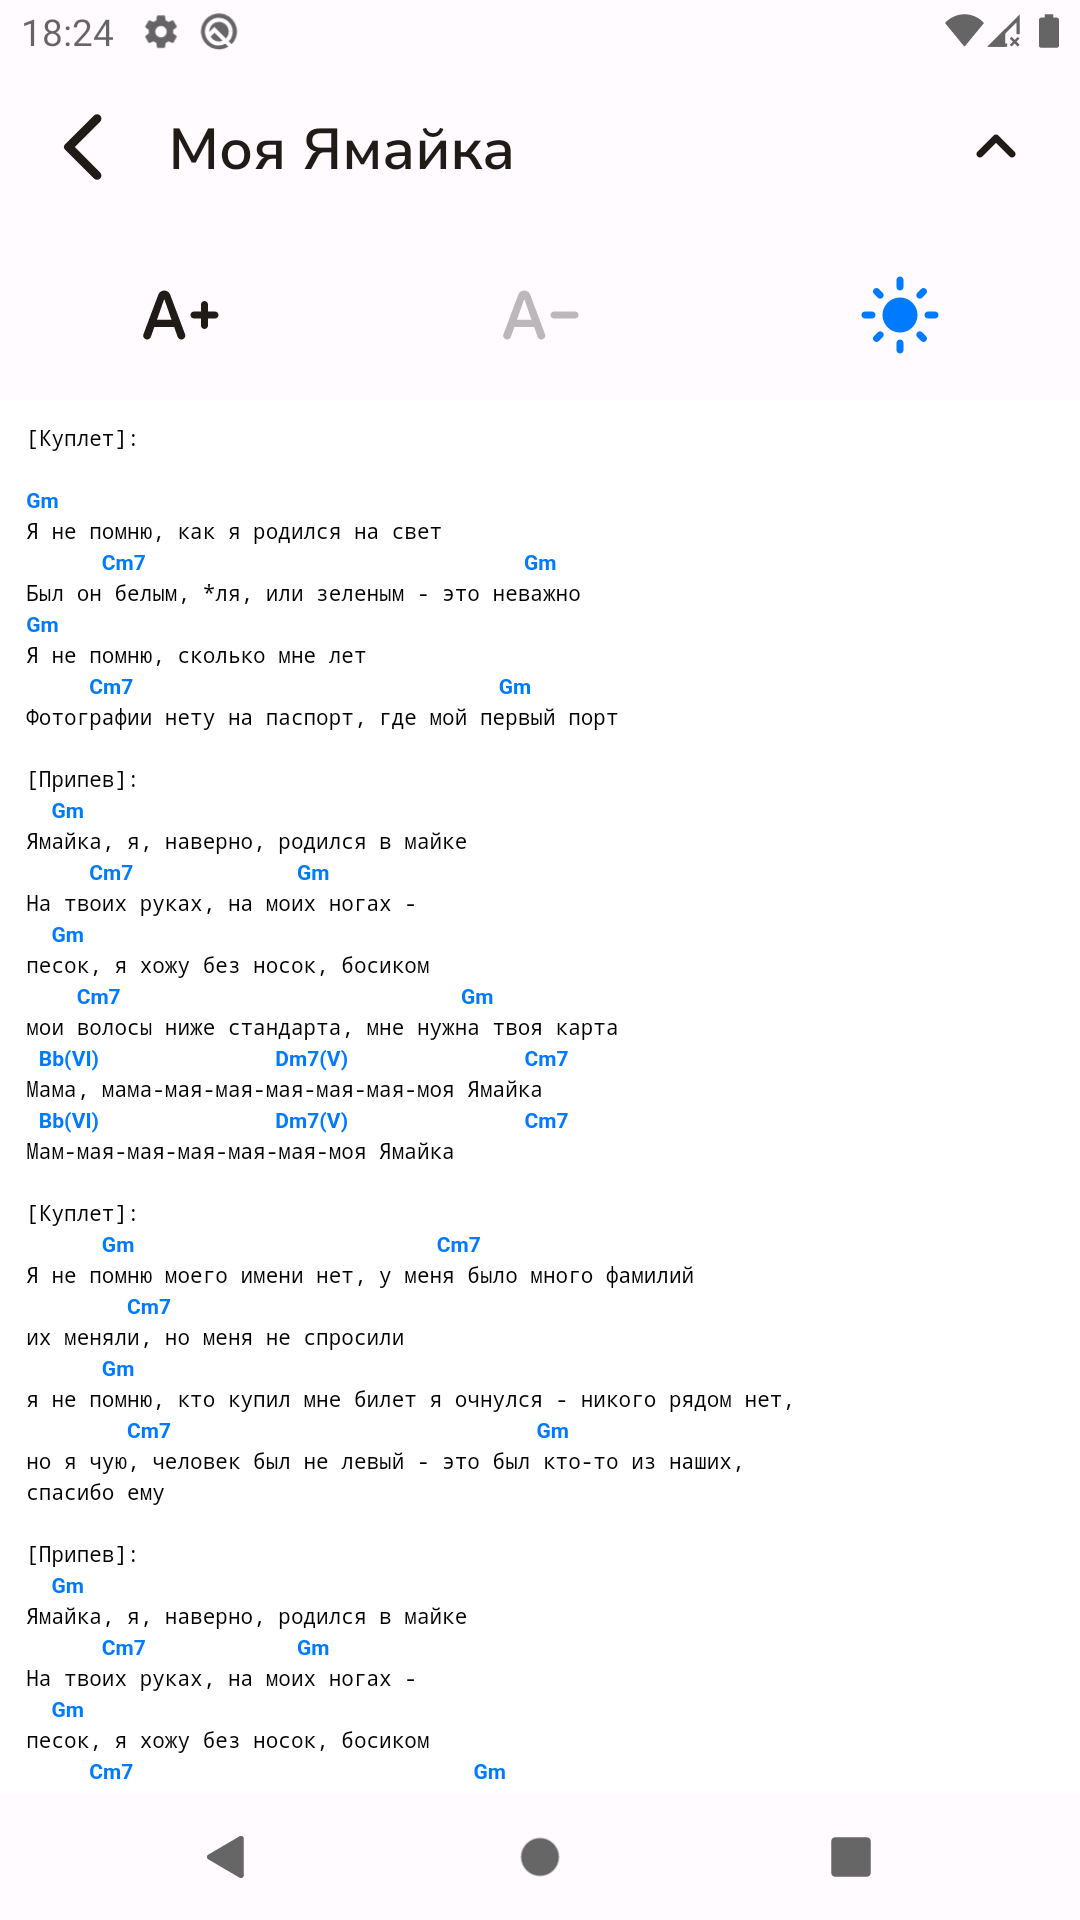 18:24
Моя Ямайка
A+ A−
[Куплет]:
Gm
Я не помню, как я родился на свет
Cm7 Gm
Был он белым, *ля, или зеленым - это неважно
Gm
Я не помню, сколько мне лет
Cm7 Gm
Фотографии нету на паспорт, где мой первый порт
[Припев]:
Gm
Ямайка, я, наверно, родился в майке
Cm7 Gm
На твоих руках, на моих ногах -
Gm
песок, я хожу без носок, босиком
Cm7 Gm
мои волосы ниже стандарта, мне нужна твоя карта
Bb(VI) Dm7(V) Cm7
Мама, мама-мая-мая-мая-мая-мая-моя Ямайка
Bb(VI) Dm7(V) Cm7
Мам-мая-мая-мая-мая-мая-моя Ямайка
[Куплет]:
Gm Cm7
Я не помню моего имени нет, у меня было много фамилий
Cm7
их меняли, но меня не спросили
Gm
я не помню, кто купил мне билет я очнулся - никого рядом нет,
Cm7 Gm
но я чую, человек был не левый - это был кто-то из наших,
спасибо ему
[Припев]:
Gm
Ямайка, я, наверно, родился в майке
Cm7 Gm
На твоих руках, на моих ногах -
Gm
песок, я хожу без носок, босиком
Cm7 Gm